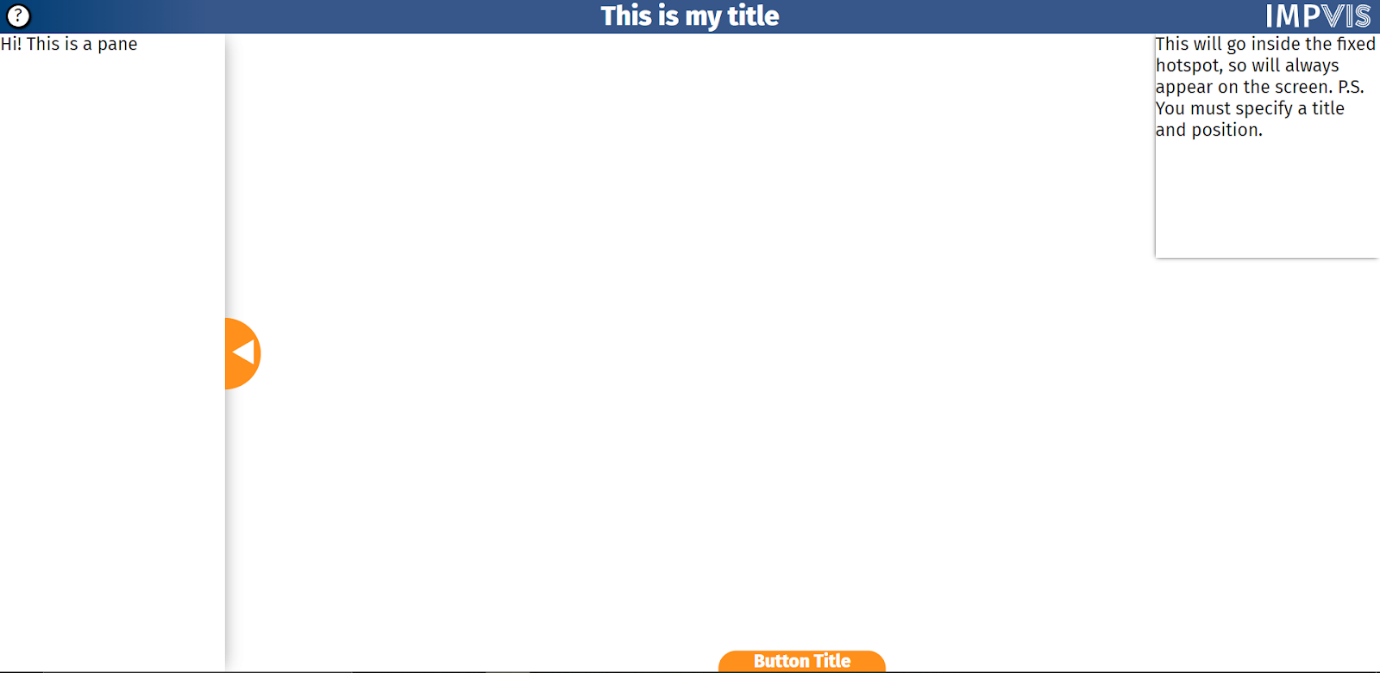 ?
This is my title
IMPVIS
Hi! This is a pane
This will go inside the fixed
hotspot, so will always
appear on the screen. P.S.
You must specify a title
and position.
Button Title